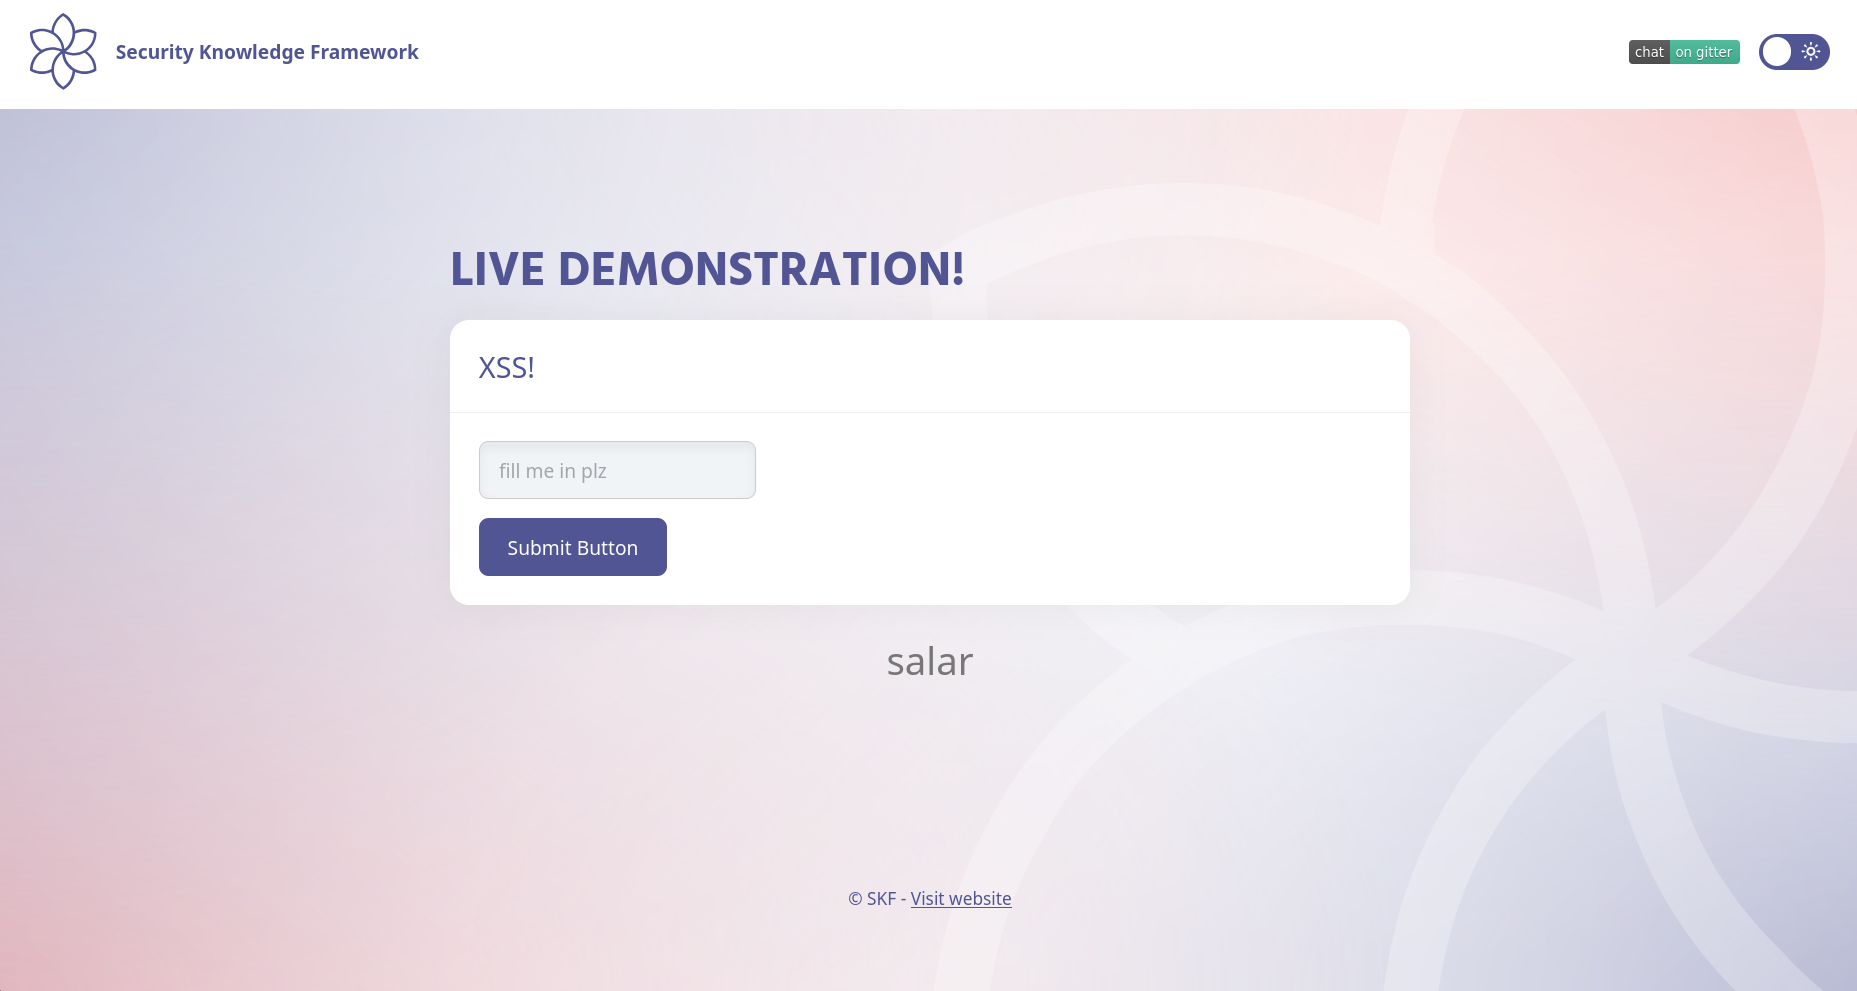 Security Knowledge Framework
chat on gitter
LIVE DEMONSTRATION!
XSS!
fill me in plz
Submit Button
salar
© SKF - Visit website